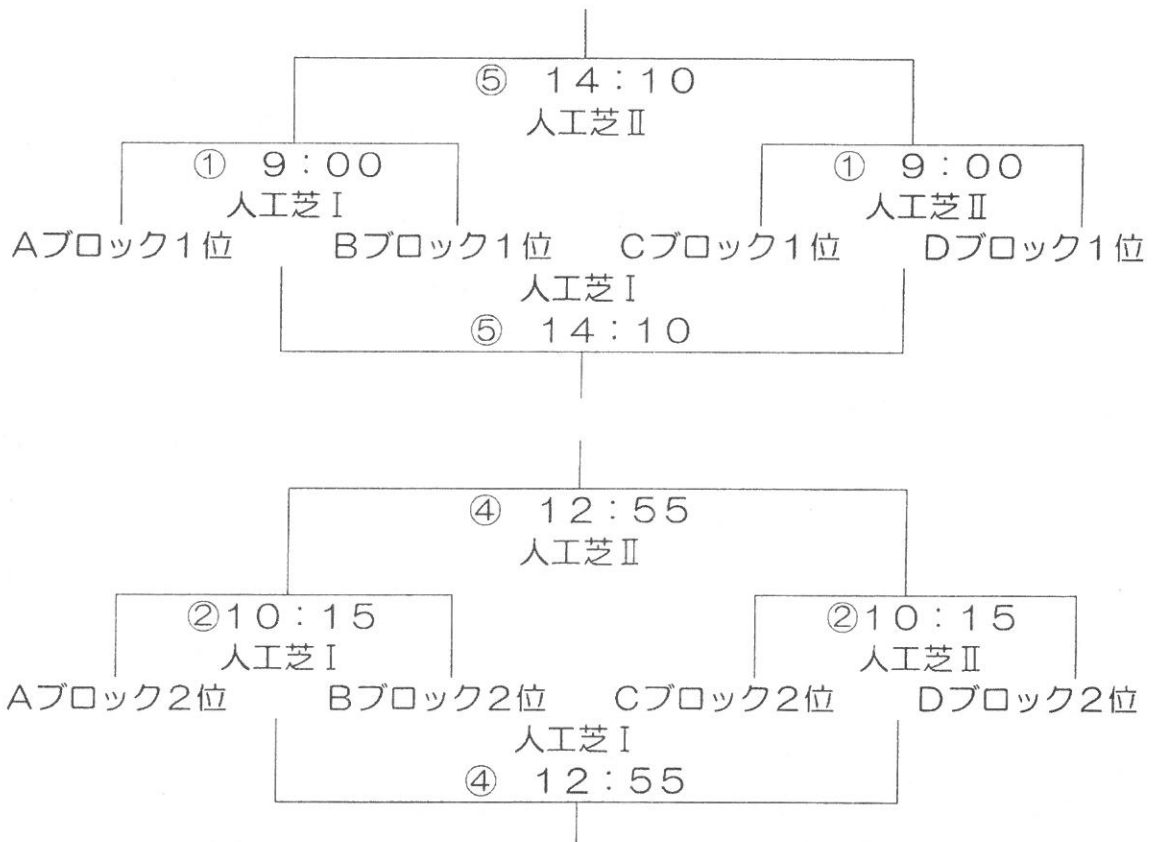 ⑤ 14：10
人工芝Ⅱ
① 9：00 ① 9：00
人工芝Ⅰ 人工芝Ⅱ
Aブロック1位 Bブロック1位 Cブロック1位 Dブロック1位
人工芝Ⅰ
⑤ 14：10
④ 12：55
人工芝Ⅱ
②10：15 ②10：15
人工芝Ⅰ 人工芝Ⅱ
Aブロック2位 Bブロック2位 Cブロック2位 Dブロック2位
人工芝Ⅰ
④ 12：55